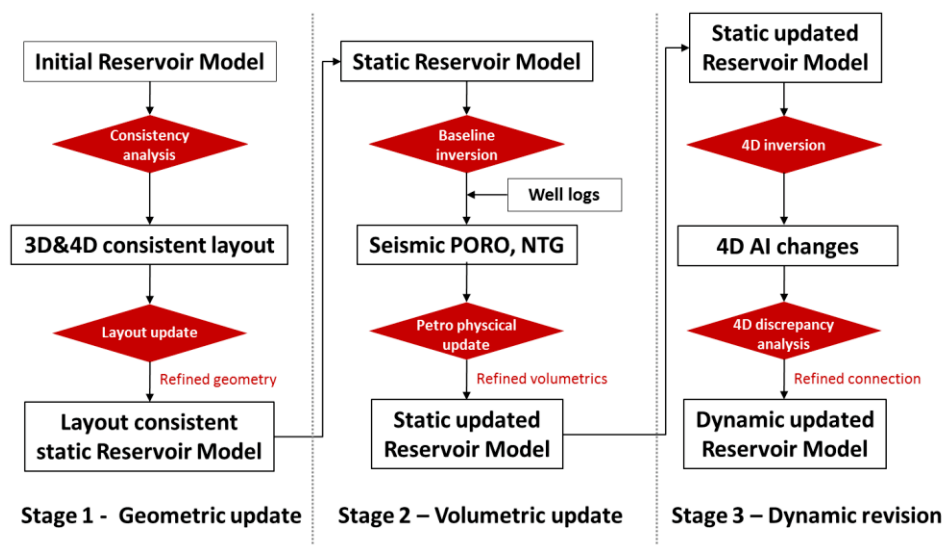 Initial Reservoir Model
Consistency
analysis
3D&4D consistent layout
Layout update
Refined geometry
Layout consistent
static Reservoir Model
Stage 1 - Geometric update
Static Reservoir Model
Baseline
inversion
Well logs
Seismic PORO, NTG
Petro physcical
update
Refined volumetrics
Static updated
Reservoir Model
Stage 2 – Volumetric update
Static updated
Reservoir Model
4D inversion
4D AI changes
4D discrepancy
analysis
Refined connection
Dynamic updated
Reservoir Model
Stage 3 – Dynamic revision